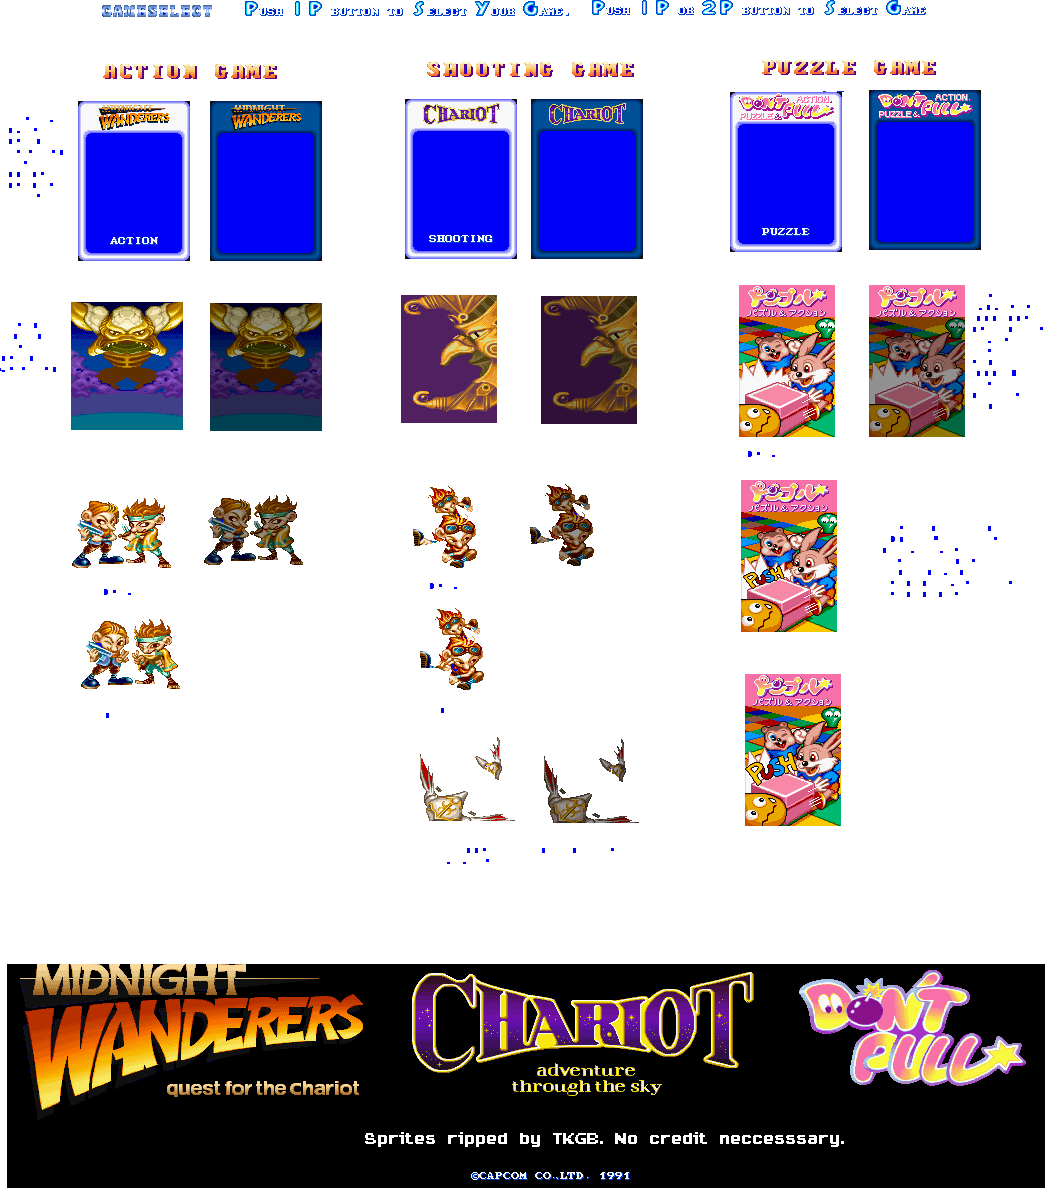 GAMESELECT PUSH 1P BUTTON TO SELECT YOUR GAME. PUSH 1P OR 2P BUTTON TO SELECT GAME
ACTION GAME SHOOTING GAME PUZZLE GAME
MIDNIGHT WANDERERS
MIDNIGHT WANDERERS
CHARIOT
CHARIOT
DON'T PULL ACTION. PUZZLE &
DON'T PULL ACTION. PUZZLE &
ACTION
SHOOTING
PUZZLE
ドンプル
パズル & アクション
ドンプル
パズル & アクション
ドンプル
パズル & アクション
PUSH
ドンプル
パズル & アクション
PUSH
MIDNIGHT
WANDERERS
quest for the chariot
CHARIOT
adventure
through the sky
DON'T
PULL
Sprites ripped by TKGB. No credit neccesssary.
©CAPCOM CO.,LTD. 1991